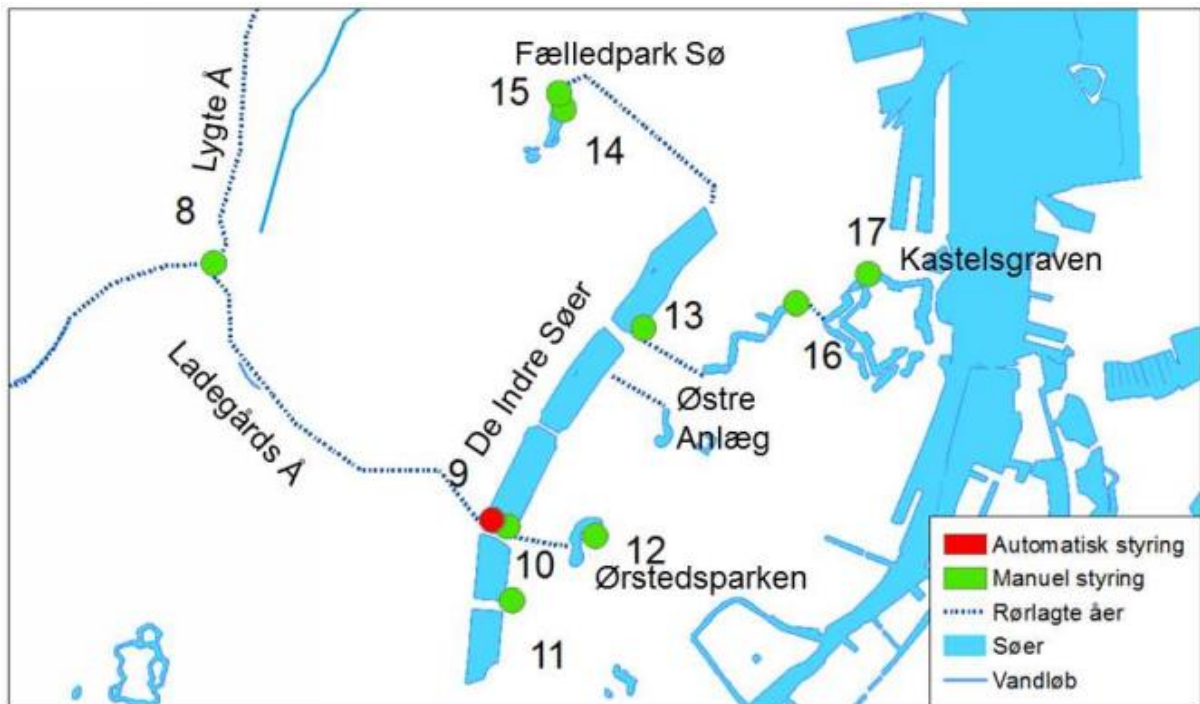 Fælledpark Sø
15
14
Lygte Å
8
17
Kastelsgraven
13
16
De Indre Søer
Ladegårds Å
Østre
Anlæg
9
10
12
Ørstedsparken
11
Automatisk styring
Manuel styring
Rørlagte åer
Søer
Vandløb